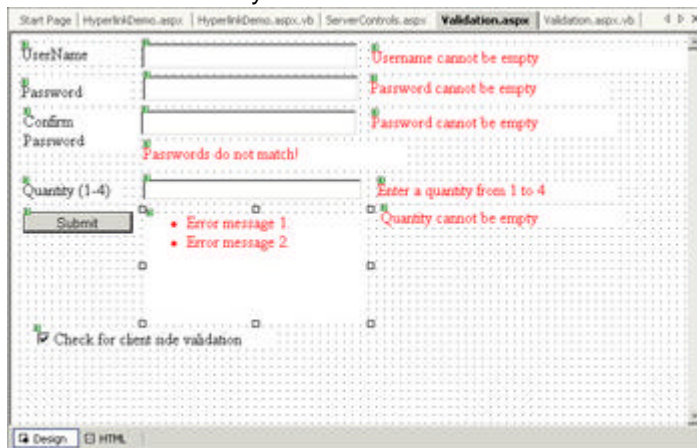 Start Page | HyperlinkDemo.aspx | HyperlinkDemo.aspx.vb | ServerControls.aspx Validation.aspx Validation.aspx.vb
UserName
Username cannot be empty
Password
Password cannot be empty
Confirm Password
Password cannot be empty
Passwords do not match!
Quantity (1-4)
Enter a quantity from 1 to 4
Submit
Error message 1.
Error message 2.
Quantity cannot be empty
Check for client side validation
Design HTML